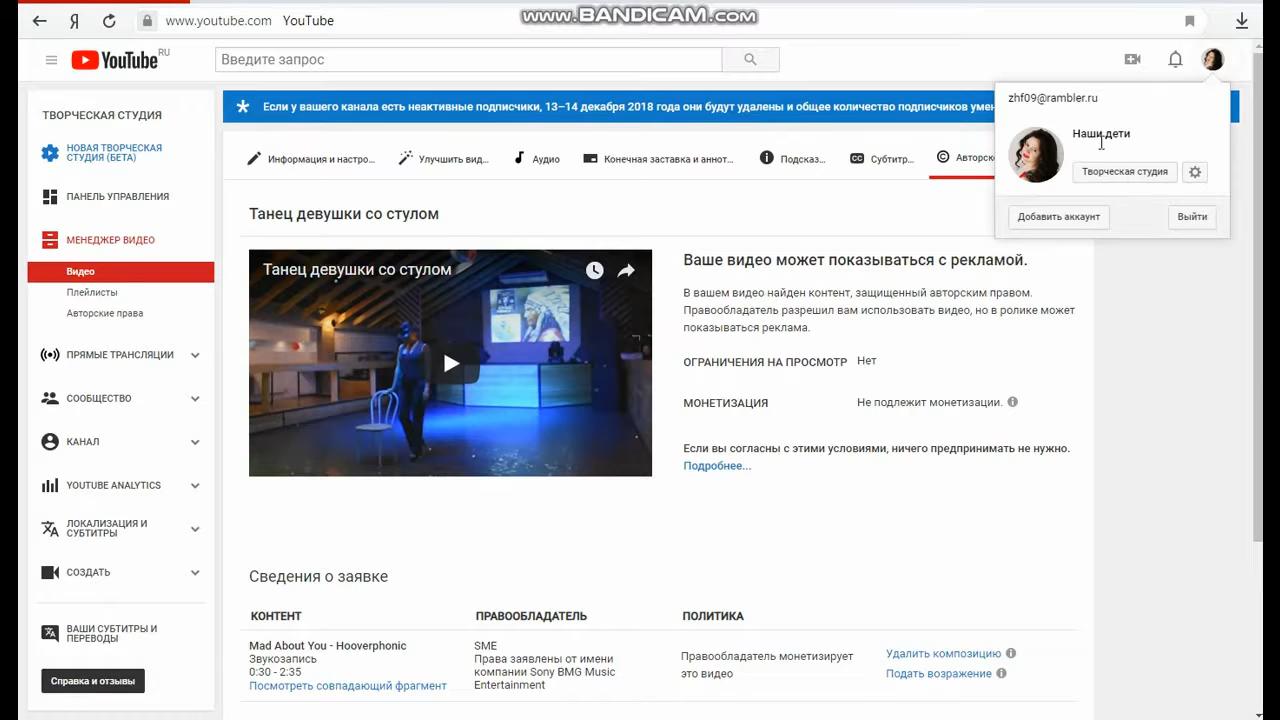 www.BANDICAM.com
Я
www.youtube.com YouTube
YouTube RU
Введите запрос
zhf09@rambler.ru
Наши дети
Творческая студия
Добавить аккаунт
Выйти
ТВОРЧЕСКАЯ СТУДИЯ
НОВАЯ ТВОРЧЕСКАЯ
СТУДИЯ (БЕТА)
ПАНЕЛЬ УПРАВЛЕНИЯ
МЕНЕДЖЕР ВИДЕО
Видео
Плейлисты
Авторские права
ПРЯМЫЕ ТРАНСЛЯЦИИ
СООБЩЕСТВО
КАНАЛ
YOUTUBE ANALYTICS
ЛОКАЛИЗАЦИЯ И
СУБТИТРЫ
СОЗДАТЬ
ВАШИ СУБТИТРЫ И
ПЕРЕВОДЫ
Справка и отзывы
Если у вашего канала есть неактивные подписчики, 13–14 декабря 2018 года они будут удалены и общее количество подписчиков умен
Информация и настро... Улучшить вид... Аудио Конечная заставка и аннот... Подсказ... CC Субтитр... © Авторск
Танец девушки со стулом
Танец девушки со стулом
Ваше видео может показываться с рекламой.
В вашем видео найден контент, защищенный авторским правом.
Правообладатель разрешил вам использовать видео, но в ролике может
показываться реклама.
ОГРАНИЧЕНИЯ НА ПРОСМОТР Нет
МОНЕТИЗАЦИЯ Не подлежит монетизации.
Если вы согласны с этими условиями, ничего предпринимать не нужно.
Подробнее...
Сведения о заявке
КОНТЕНТ ПРАВООБЛАДАТЕЛЬ ПОЛИТИКА
Mad About You - Hooverphonic
Звукозапись
0:30 - 2:35
Посмотреть совпадающий фрагмент
SME
Права заявлены от имени
компании Sony BMG Music
Entertainment
Правообладатель монетизирует
это видео
Удалить композицию
Подать возражение